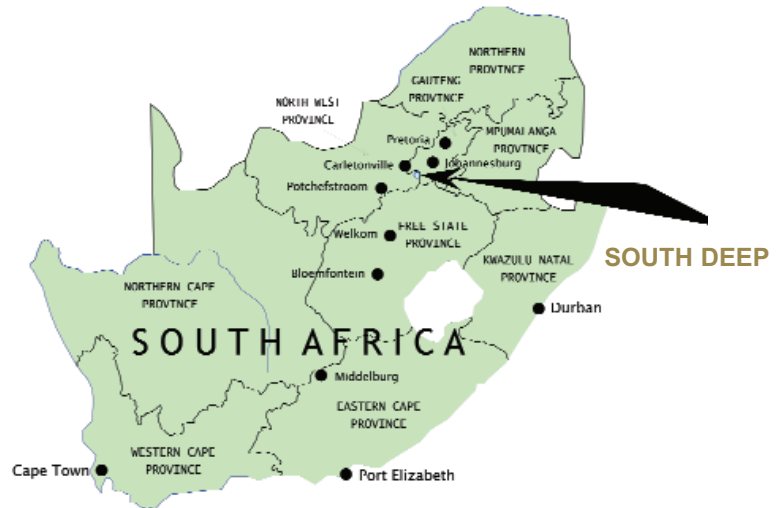 NORTHERN
PROVINCE
GAUTENG
PROVINCE
NORTH WEST
PROVINCE
MPUMALANGA
PROVINCE
Pretoria
Johannesburg
Carletonville
Potchefstroom
SOUTH DEEP
FREE STATE
PROVINCE
Welkom
KWAZULU NATAL
PROVINCE
Bloemfontein
NORTHERN CAPE
PROVINCE
Durban
SOUTH AFRICA
Middelburg
EASTERN CAPE
PROVINCE
WESTERN CAPE
PROVINCE
Cape Town
Port Elizabeth